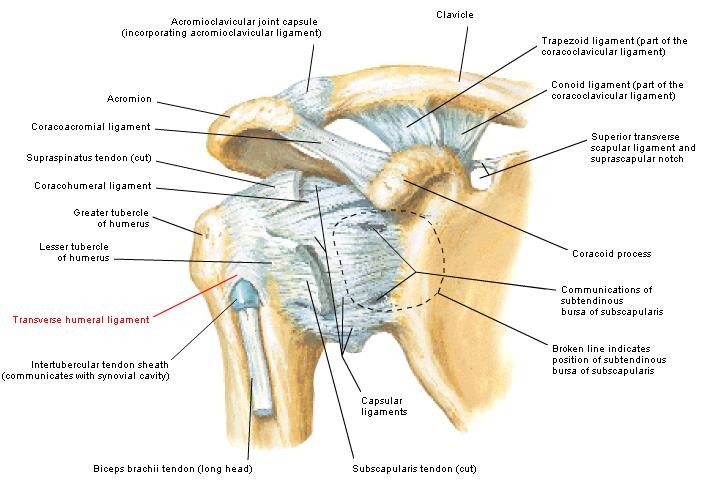 Acromioclavicular joint capsule
(incorporating acromioclavicular ligament)
Clavicle
Trapezoid ligament (part of the
coracoclavicular ligament)
Conoid ligament (part of the
coracoclavicular ligament)
Superior transverse
scapular ligament and
suprascapular notch
Acromion
Coracoacromial ligament
Supraspinatus tendon (cut)
Coracohumeral ligament
Greater tubercle
of humerus
Lesser tubercle
of humerus
Transverse humeral ligament
Intertubercular tendon sheath
(communicates with synovial cavity)
Biceps brachii tendon (long head)
Coracoid process
Communications of
subtendinous
bursa of subscapularis
Broken line indicates
position of subtendinous
bursa of subscapularis
Capsular
ligaments
Subscapularis tendon (cut)